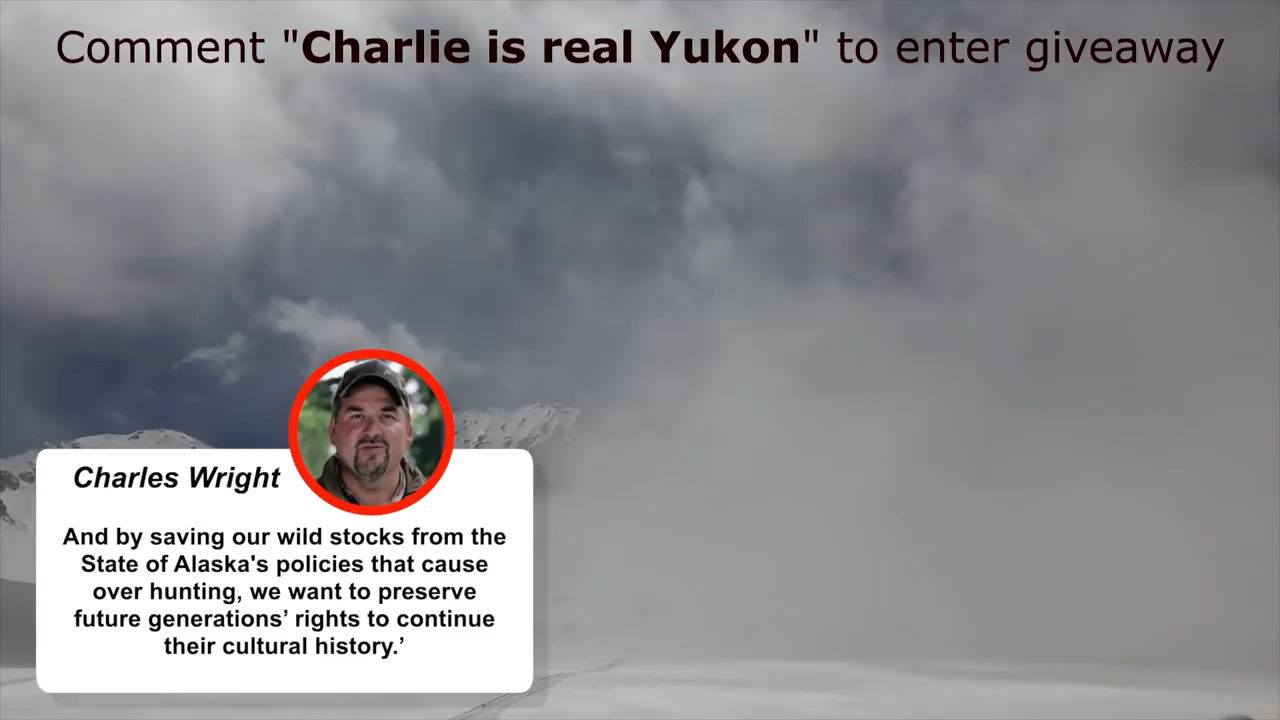 Comment "Charlie is real Yukon" to enter giveaway
Charles Wright
And by saving our wild stocks from the
State of Alaska's policies that cause
over hunting, we want to preserve
future generations’ rights to continue
their cultural history.’